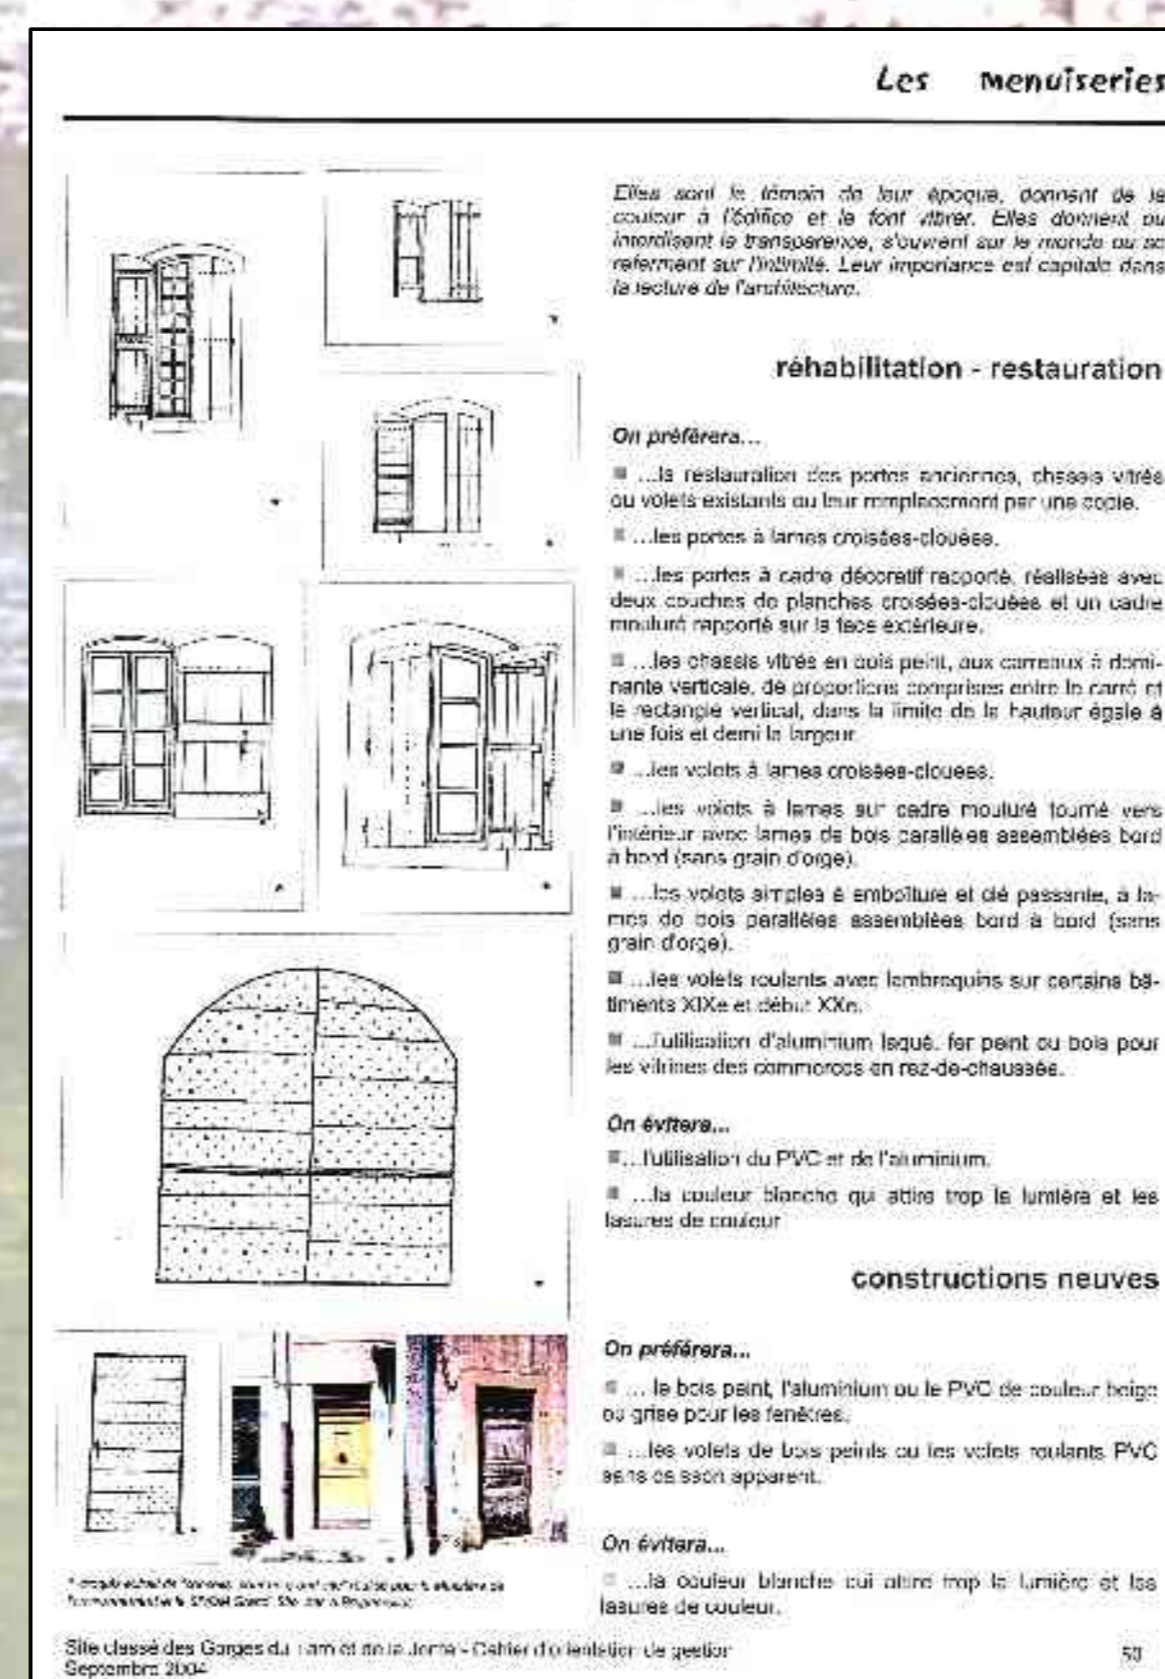 Les Menuiseries
Elles sont le témoin de leur époque, donnent de la
couleur à l'édifice et le font vibrer. Elles donnent ou
interdisent la transparence, s'ouvrent sur le monde ou se
referment sur l'intimité. Leur importance est capitale dans
la lecture de l'architecture.
réhabilitation - restauration
On préférera...
...la restauration des portes anciennes, chassis vitrés
ou volets existants ou leur remplacement par une copie.
...les portes à lames croisées-clouées.
...les portes à cadre décoratif rapporté, réalisées avec
deux couches de planches croisées-clouées et un cadre
mouluré rapporté sur la face extérieure.
...les chassis vitrés en bois peint, aux carreaux à domi-
nante verticale, de proportions comprises entre le carré et
le rectangle vertical, dans la limite de la hauteur égale à
une fois et demi la largeur.
...les volets à lames croisées-clouées.
...les volets à lames sur cadre mouluré tourné vers
l'intérieur avec lames de bois parallèles assemblées bord
à bord (sans grain d'orge).
...les volets simples à emboîture et clé passante, à la-
mes de bois parallèles assemblées bord à bord (sans
grain d'orge).
...les volets roulants avec lambrequins sur certains bâ-
timents XIXe et début XXe.
...l'utilisation d'aluminium laqué, fer peint ou bois pour
les vitrines des commerces en rez-de-chaussée.
On évitera...
...l'utilisation du PVC et de l'aluminium.
...la couleur blanche qui attire trop la lumière et les
lasures de couleur
constructions neuves
On préférera...
... le bois peint, l'aluminium ou le PVC de couleur beige
ou grise pour les fenêtres.
...les volets de bois peints ou les volets roulants PVC
sans caisson apparent.
On évitera...
...la couleur blanche qui attire trop la lumière et les
lasures de couleur.
* croquis extrait de réalisé pour le Ministère de
l'environnement et le Grand Site
Site classé des Gorges du Tarn et de la Jonte - Cahier d'orientation de gestion
Septembre 2004
50